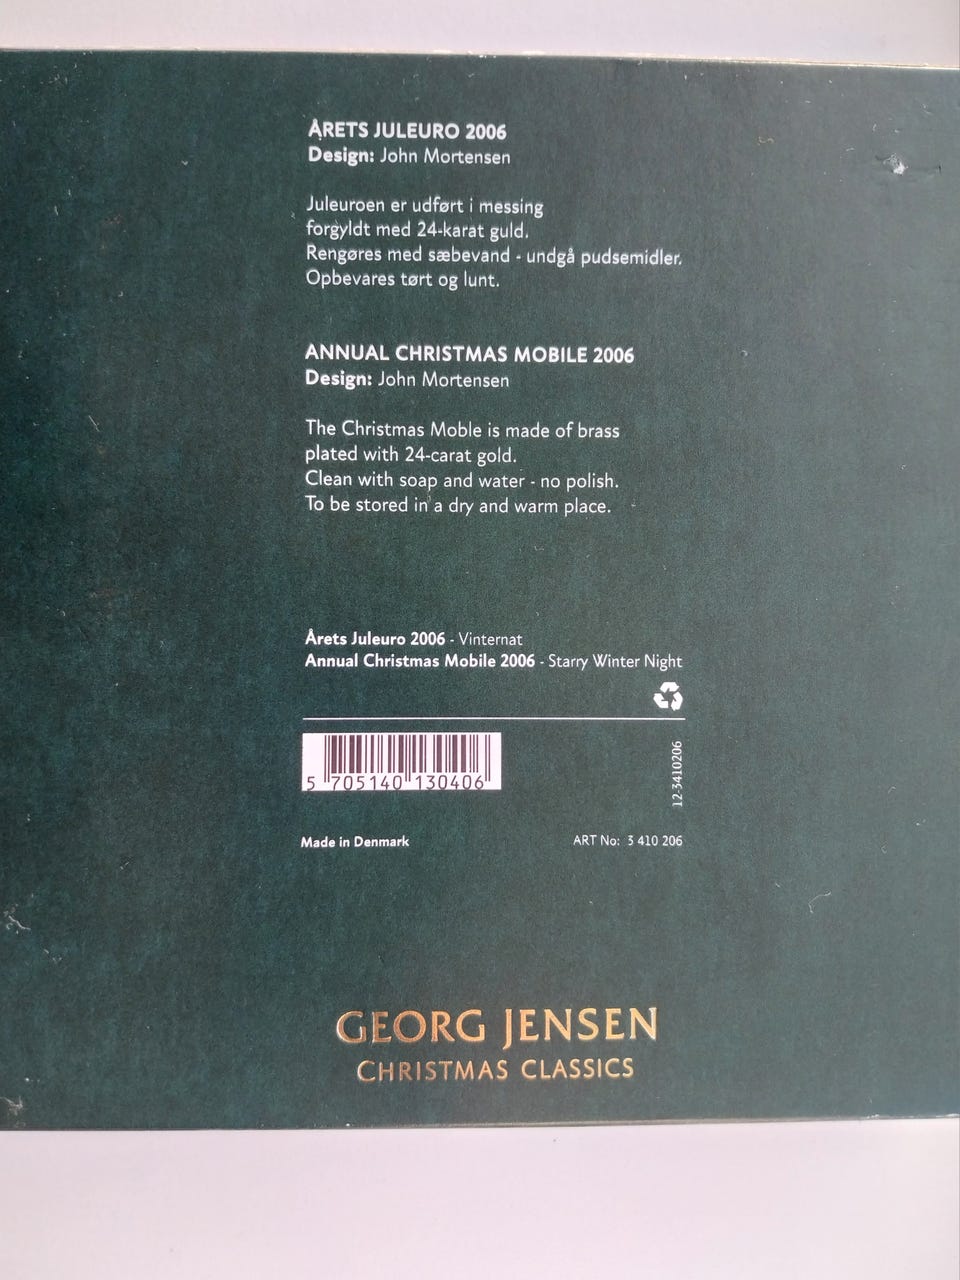 ÅRETS JULEURO 2006
Design: John Mortensen
Juleuroen er udført i messing
forgyldt med 24-karat guld.
Rengøres med sæbevand - undgå pudsemidler.
Opbevares tørt og lunt.
ANNUAL CHRISTMAS MOBILE 2006
Design: John Mortensen
The Christmas Moble is made of brass
plated with 24-carat gold.
Clean with soap and water - no polish.
To be stored in a dry and warm place.
Årets Juleuro 2006 - Vinternat
Annual Christmas Mobile 2006 - Starry Winter Night
5 705140 130406
12-3410206
Made in Denmark
ART No: 3 410 206
GEORG JENSEN
CHRISTMAS CLASSICS